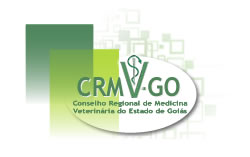 CRMV-GO
Conselho Regional de Medicina
Veterinária do Estado de Goiás